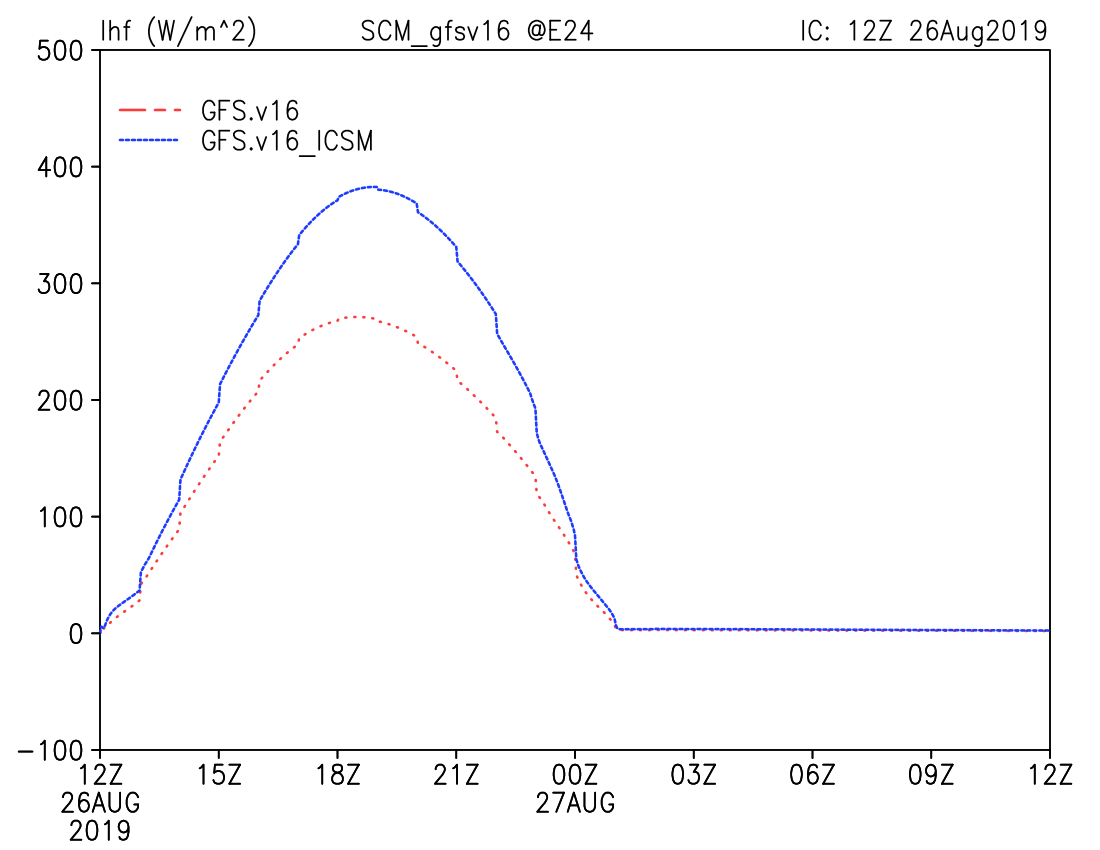 lhf (W/m^2) SCM_gfsv16 @E24 IC: 12Z 26Aug2019
500
GFS.v16
GFS.v16_ICSM
400
300
200
100
0
-100
12Z 15Z 18Z 21Z 00Z 03Z 06Z 09Z 12Z
26AUG 27AUG
2019